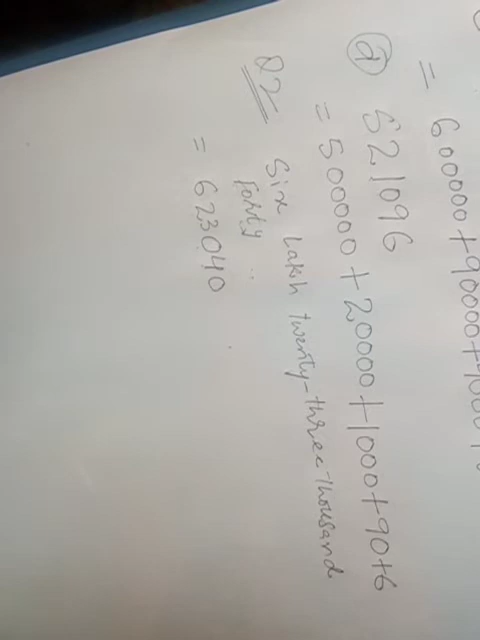 = 600000 + 90000 +
(d) 521096
= 500000 + 20000 + 1000 + 90 + 6
Q2 Six lakh twenty-three thousand
forty
= 623040